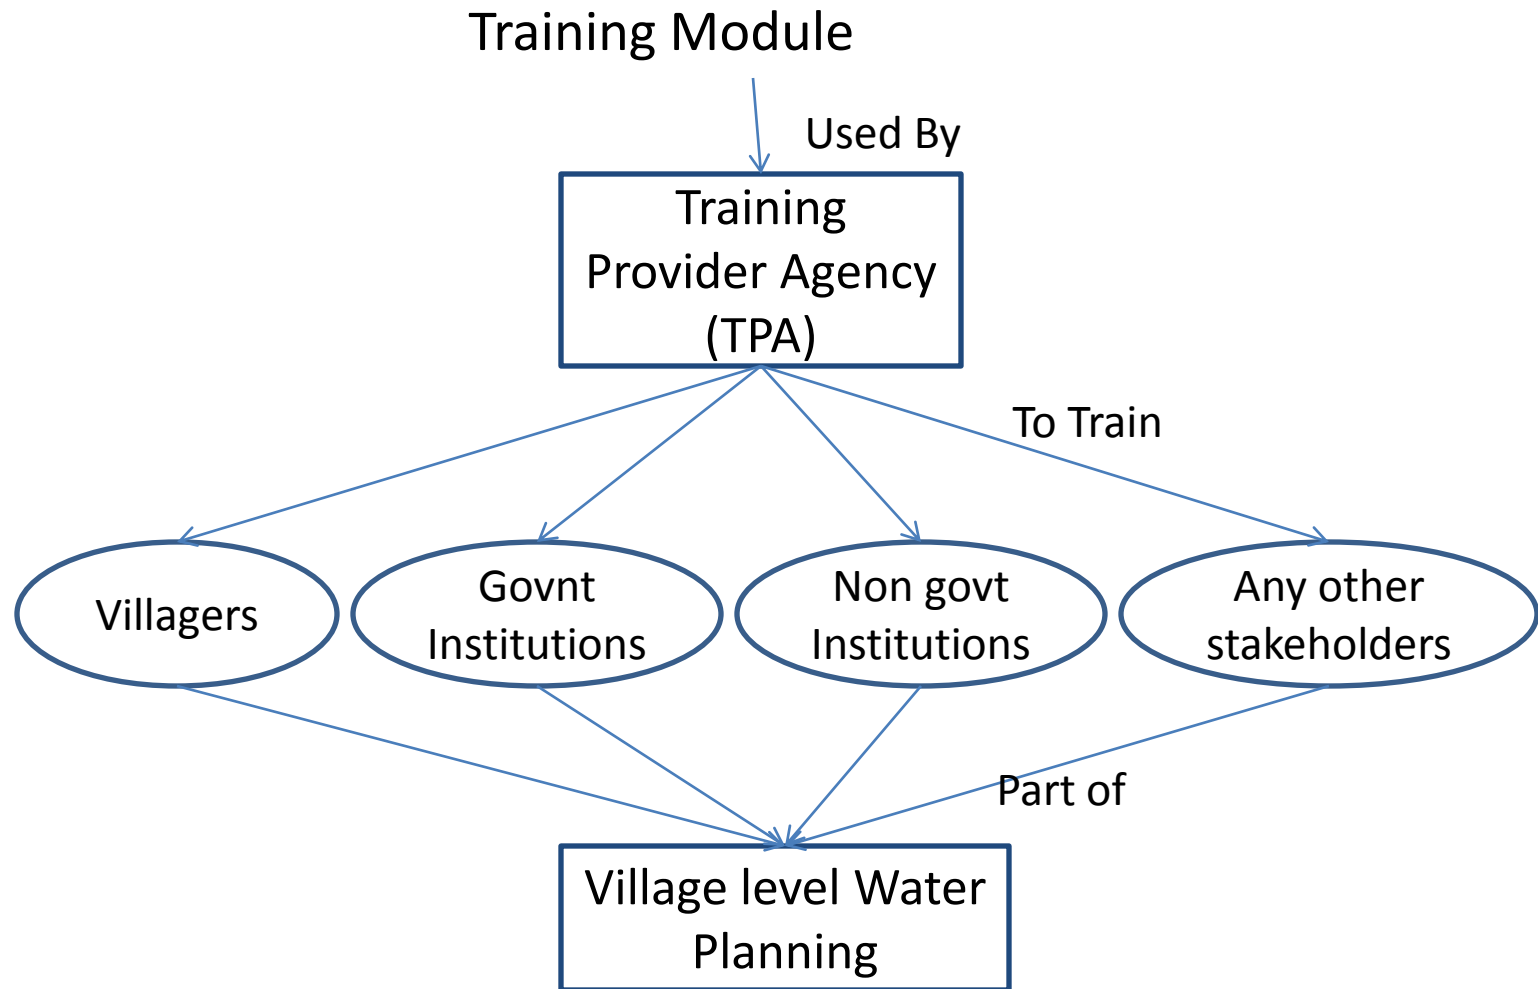 Training Module
Used By
Training
Provider Agency
(TPA)
To Train
Villagers
Govnt
Institutions
Non govt
Institutions
Any other
stakeholders
Part of
Village level Water
Planning